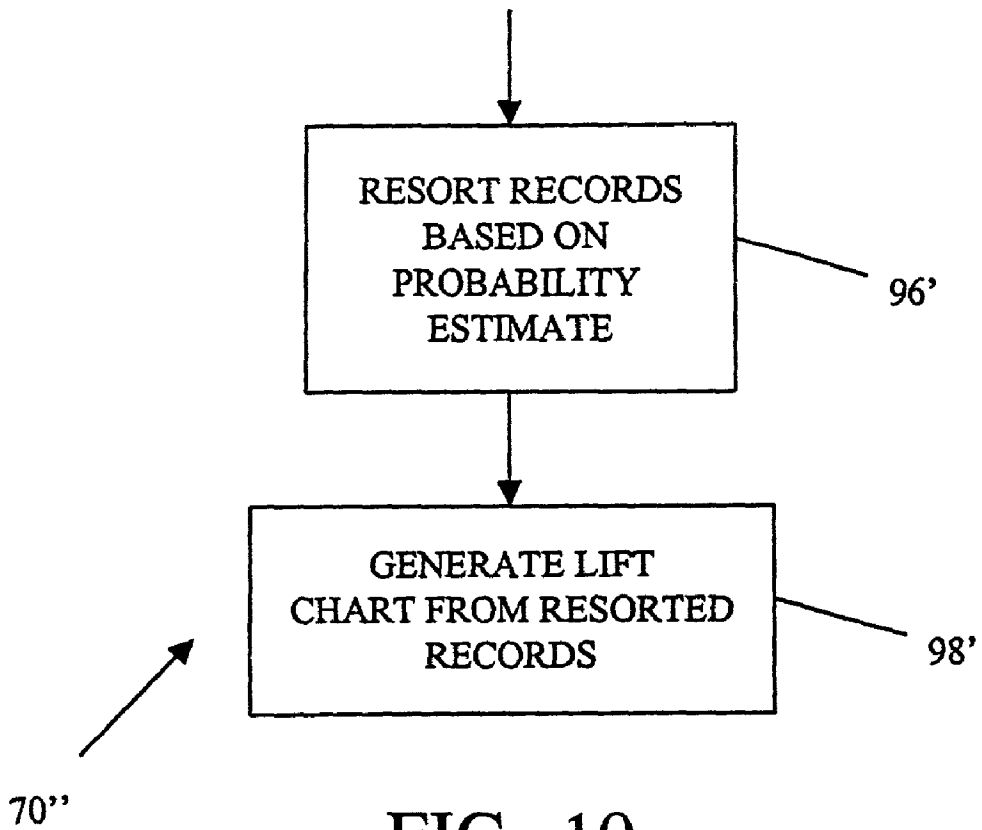 RESORT RECORDS
BASED ON
PROBABILITY
ESTIMATE
96’
GENERATE LIFT
CHART FROM RESORTED
RECORDS
98’
70’’
FIG. 10